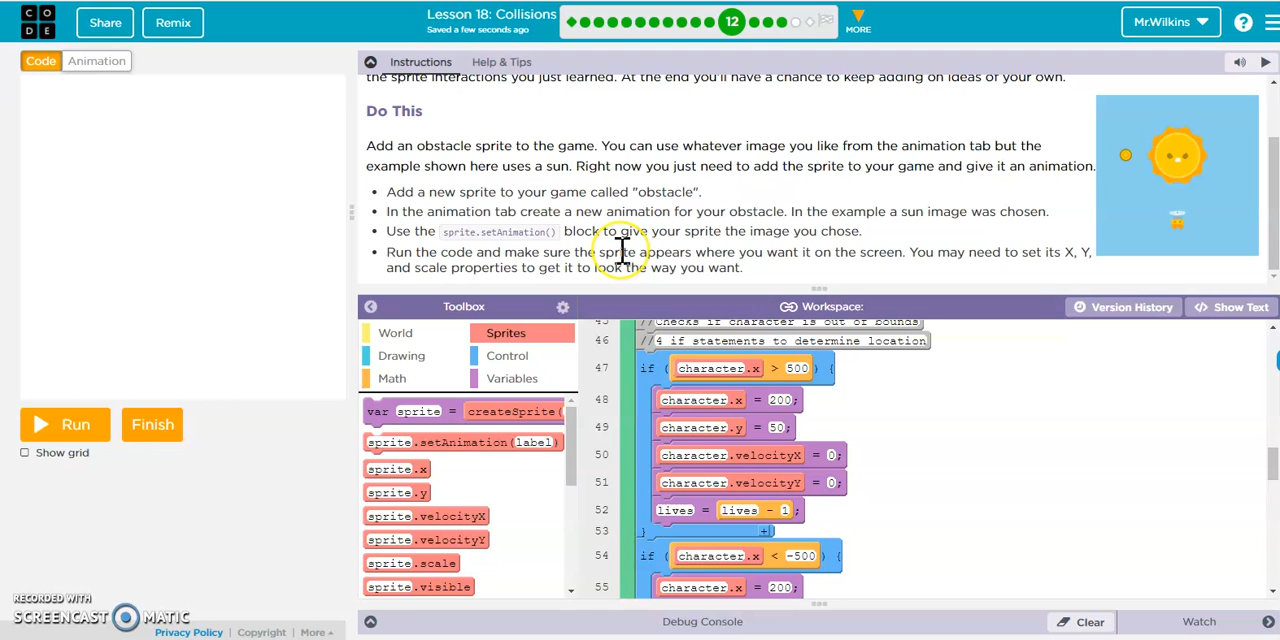 C O
D E
Share
Remix
Lesson 18: Collisions
Saved a few seconds ago
12
MORE
Mr.Wilkins
?
Code
Animation
Instructions
Help & Tips
the sprite interactions you just learned. At the end you'll have a chance to keep adding on ideas of your own.
Do This
Add an obstacle sprite to the game. You can use whatever image you like from the animation tab but the
example shown here uses a sun. Right now you just need to add the sprite to your game and give it an animation.
• Add a new sprite to your game called "obstacle".
• In the animation tab create a new animation for your obstacle. In the example a sun image was chosen.
• Use the sprite.setAnimation() block to give your sprite the image you chose.
• Run the code and make sure the sprite appears where you want it on the screen. You may need to set its X, Y,
and scale properties to get it to look the way you want.
Toolbox
Workspace:
Version History
Show Text
World
Sprites
Drawing
Control
Math
Variables
var sprite = createSprite(
sprite.setAnimation(label)
sprite.x
sprite.y
sprite.velocityX
sprite.velocityY
sprite.scale
sprite.visible
45 //Checks if character is out of bounds
46 //4 if statements to determine location
47 if ( character.x > 500 ) {
48 character.x = 200;
49 character.y = 50;
50 character.velocityX = 0;
51 character.velocityY = 0;
52 lives = lives - 1;
53 }
54 if ( character.x < -500 ) {
55 character.x = 200;
Run
Finish
Show grid
Debug Console
Clear
Watch
RECORDED WITH
SCREENCAST MATIC
Privacy Policy | Copyright | More